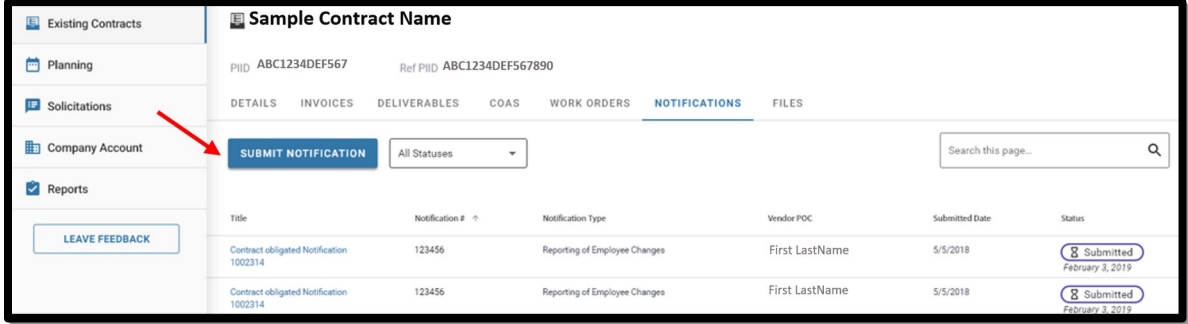 Existing Contracts
Planning
Solicitations
Company Account
Reports
LEAVE FEEDBACK
Sample Contract Name
PIID ABC1234DEF567 Ref PIID ABC1234DEF567890
DETAILS INVOICES DELIVERABLES COAS WORK ORDERS NOTIFICATIONS FILES
SUBMIT NOTIFICATION All Statuses Search this page...
Title Notification # Notification Type Vendor POC Submitted Date Status
Contract obligated Notification 123456 Reporting of Employee Changes First LastName 5/5/2018 Submitted
1002314 February 3, 2019
Contract obligated Notification 123456 Reporting of Employee Changes First LastName 5/5/2018 Submitted
1002314 February 3, 2019